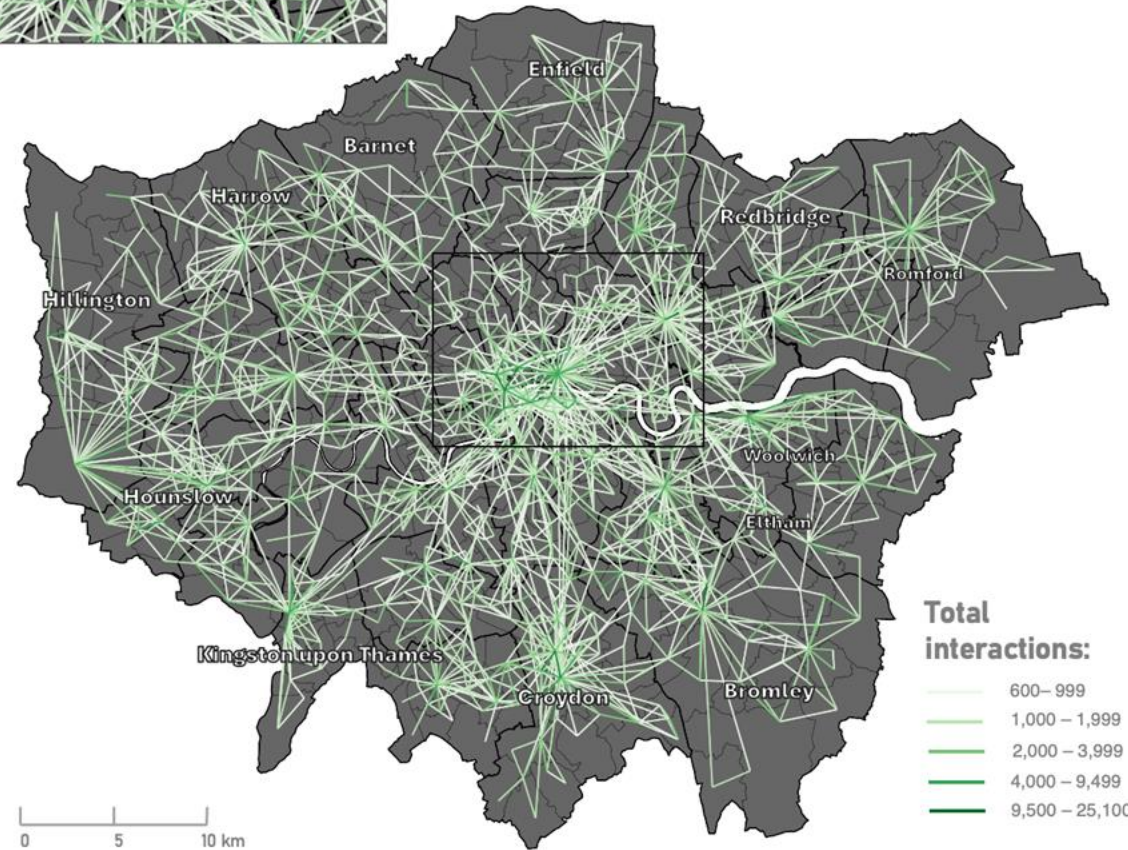 Enfield
Barnet
Harrow
Redbridge
Romford
Hillington
Woolwich
Hounslow
Eltham
Kingston upon Thames
Croydon
Bromley
Total
interactions:
600– 999
1,000 – 1,999
2,000 – 3,999
4,000 – 9,499
9,500 – 25,100
0 5 10 km